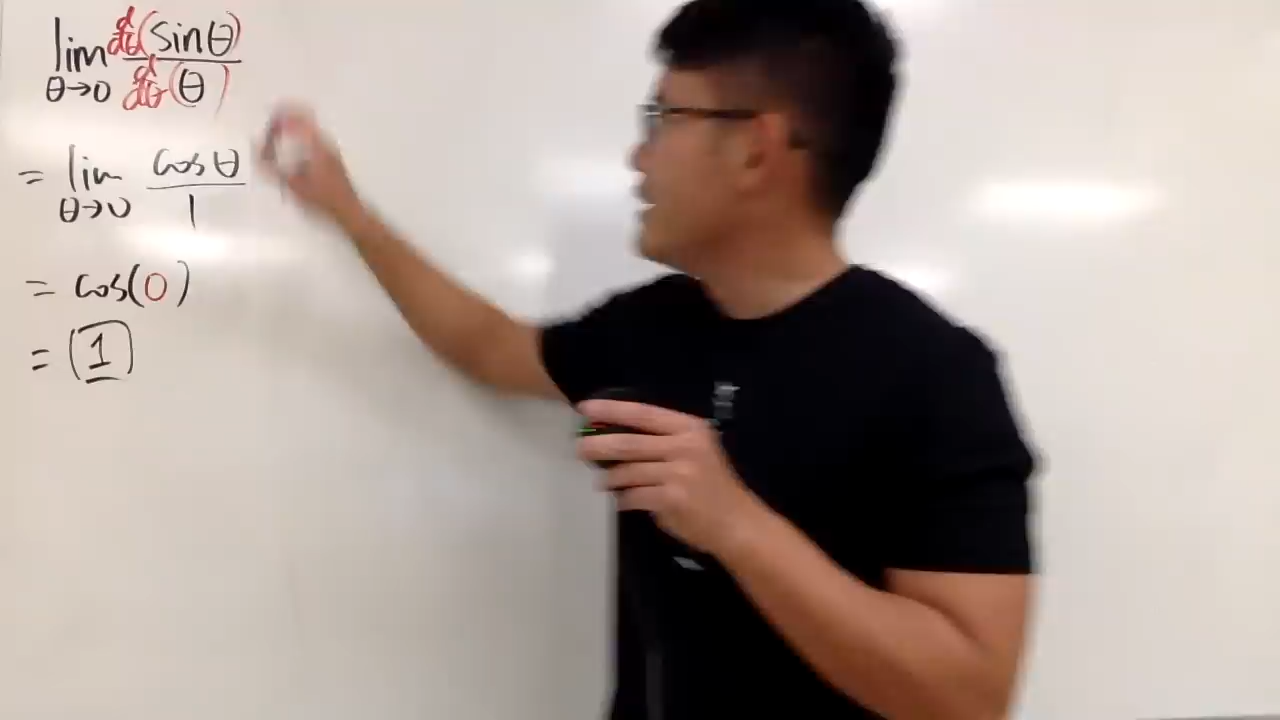 lim d/dθ(sinθ) / d/dθ(θ)
θ→0
= lim cosθ / 1
θ→0
= cos(0)
= 1